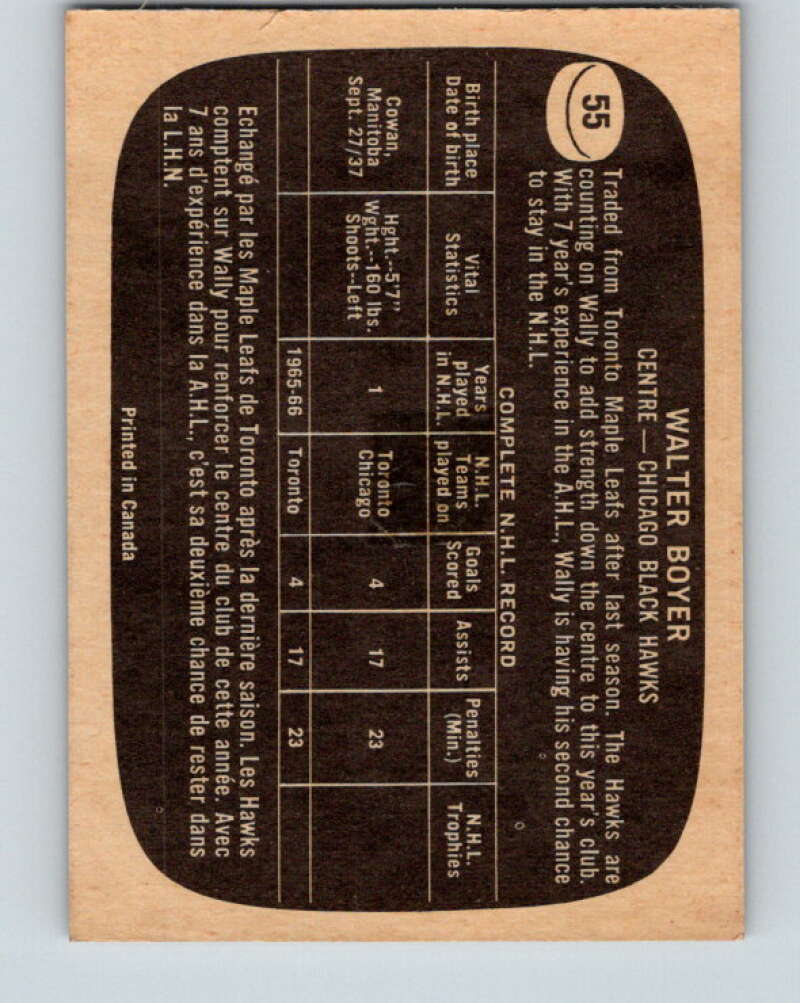 WALTER BOYER
CENTRE — CHICAGO BLACK HAWKS
55
Traded from Toronto Maple Leafs after last season. The Hawks are
counting on Wally to add strength down the centre to this year's club.
With 7 year's experience in the A.H.L., Wally is having his second chance
to stay in the N.H.L.
COMPLETE N.H.L. RECORD
Birth place Date of birth | Vital Statistics | Years played in N.H.L. | N.H.L. Teams played on | Goals Scored | Assists | Penalties (Min.) | N.H.L. Trophies
Cowan, Manitoba Sept. 27/37 | Hght.--5'7" Wght.--160 lbs. Shoots--Left | 1 | Toronto Chicago | 4 | 17 | 23
1965-66 | Toronto | 4 | 17 | 23
Echangé par les Maple Leafs de Toronto après la dernière saison. Les Hawks
comptent sur Wally pour renforcer le centre du club de cette année. Avec
7 ans d'expérience dans la A.H.L., c'est sa deuxième chance de rester dans
la L.H.N.
Printed in Canada